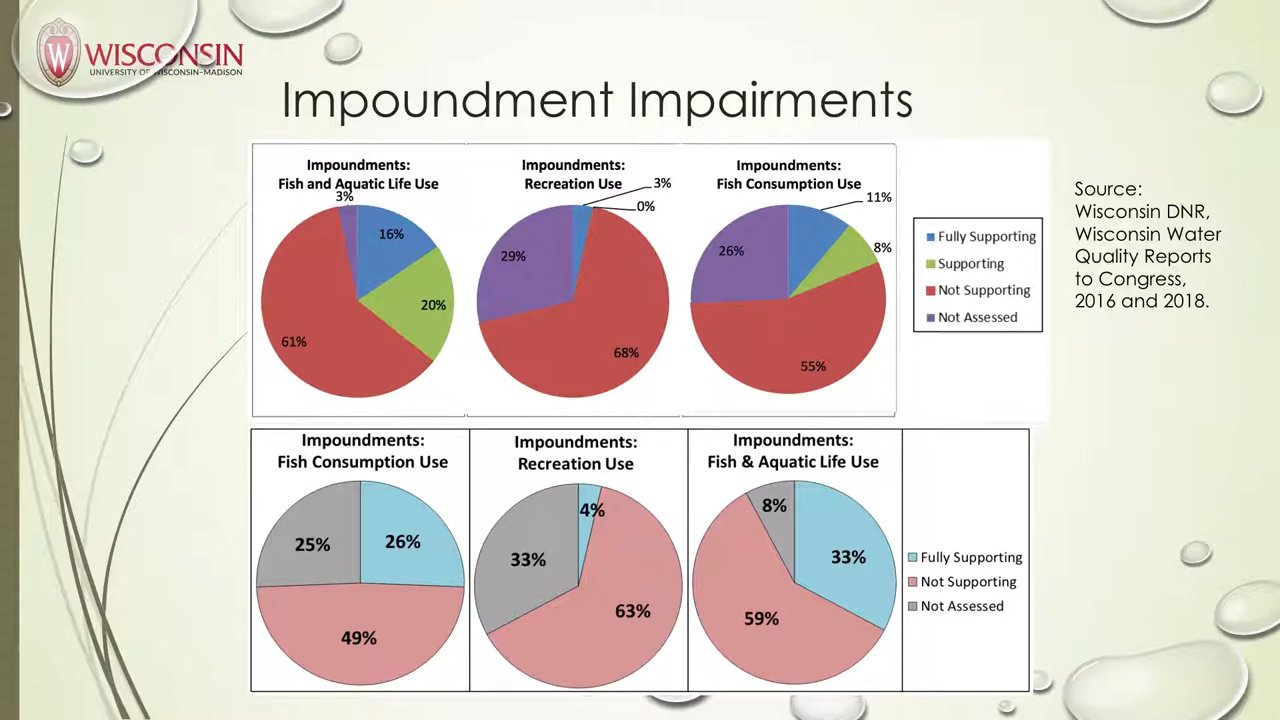 WISCONSIN
UNIVERSITY OF WISCONSIN-MADISON
Impoundment Impairments
Impoundments:
Fish and Aquatic Life Use
3%
16%
20%
61%
Impoundments:
Recreation Use
3%
0%
29%
68%
Impoundments:
Fish Consumption Use
11%
8%
26%
55%
Fully Supporting
Supporting
Not Supporting
Not Assessed
Source:
Wisconsin DNR,
Wisconsin Water
Quality Reports
to Congress,
2016 and 2018.
Impoundments:
Fish Consumption Use
25%
26%
49%
Impoundments:
Recreation Use
4%
33%
63%
Impoundments:
Fish & Aquatic Life Use
8%
33%
59%
Fully Supporting
Not Supporting
Not Assessed